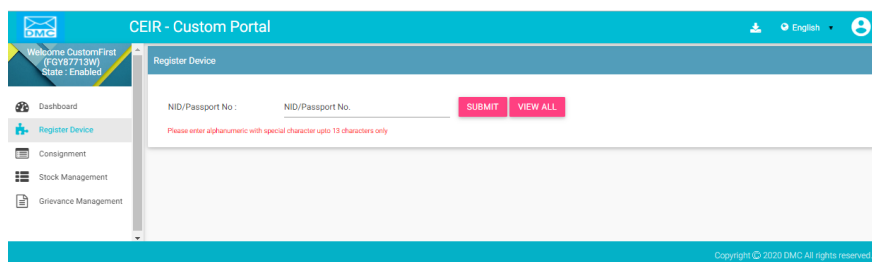 DMC
CEIR - Custom Portal
English
Welcome CustomFirst
(FGY87713W)
State : Enabled
Register Device
Dashboard
Register Device
Consignment
Stock Management
Grievance Management
NID/Passport No :
NID/Passport No.
SUBMIT
VIEW ALL
Please enter alphanumeric with special character upto 13 characters only
Copyright © 2020 DMC All rights reserved.